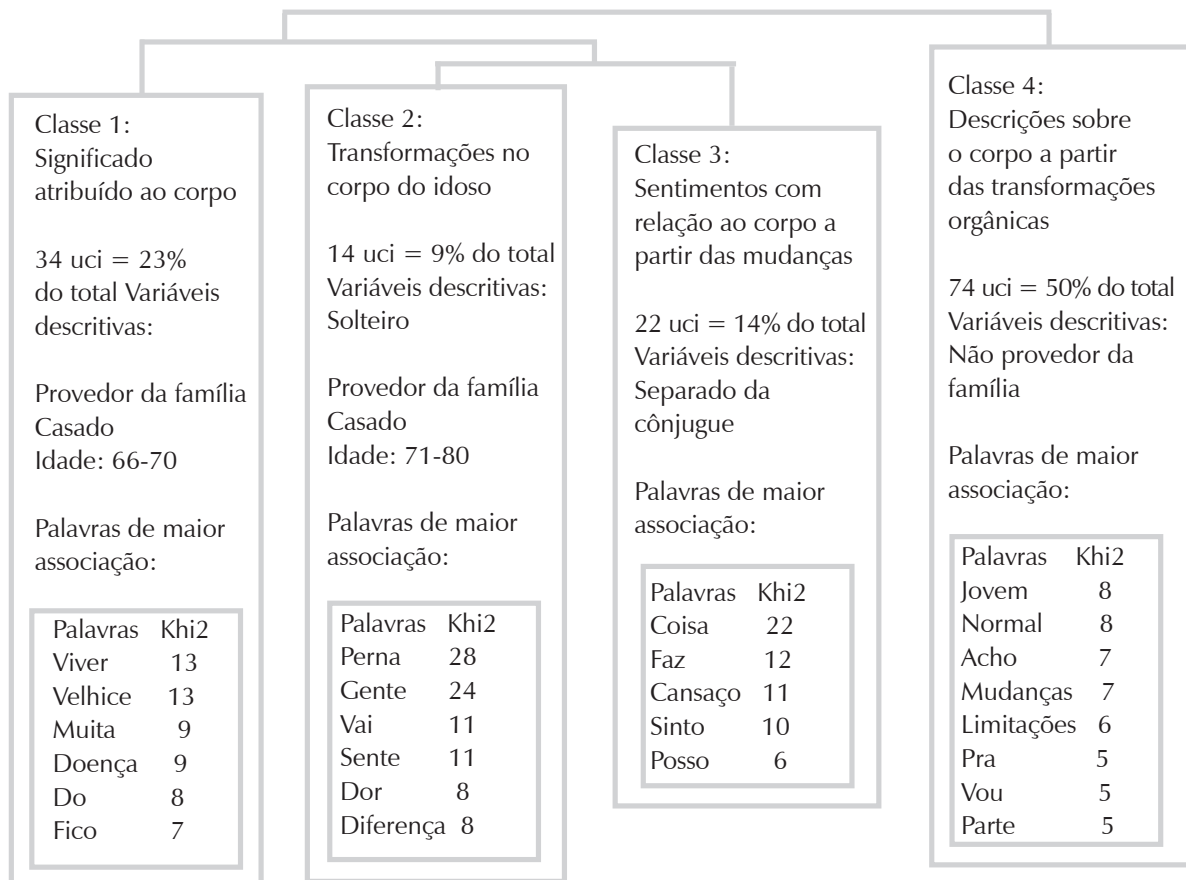 Classe 1:
Significado
atribuído ao corpo
34 uci = 23%
do total Variáveis
descritivas:
Provedor da família
Casado
Idade: 66-70
Palavras de maior
associação:
Palavras Khi2
Viver 13
Velhice 13
Muita 9
Doença 9
Do 8
Fico 7
Classe 2:
Transformações no
corpo do idoso
14 uci = 9% do total
Variáveis descritivas:
Solteiro
Provedor da família
Casado
Idade: 71-80
Palavras de maior
associação:
Palavras Khi2
Perna 28
Gente 24
Vai 11
Sente 11
Dor 8
Diferença 8
Classe 3:
Sentimentos com
relação ao corpo a
partir das mudanças
22 uci = 14% do total
Variáveis descritivas:
Separado da
cônjugue
Palavras de maior
associação:
Palavras Khi2
Coisa 22
Faz 12
Cansaço 11
Sinto 10
Posso 6
Classe 4:
Descrições sobre
o corpo a partir
das transformações
orgânicas
74 uci = 50% do total
Variáveis descritivas:
Não provedor da
família
Palavras de maior
associação:
Palavras Khi2
Jovem 8
Normal 8
Acho 7
Mudanças 7
Limitações 6
Pra 5
Vou 5
Parte 5